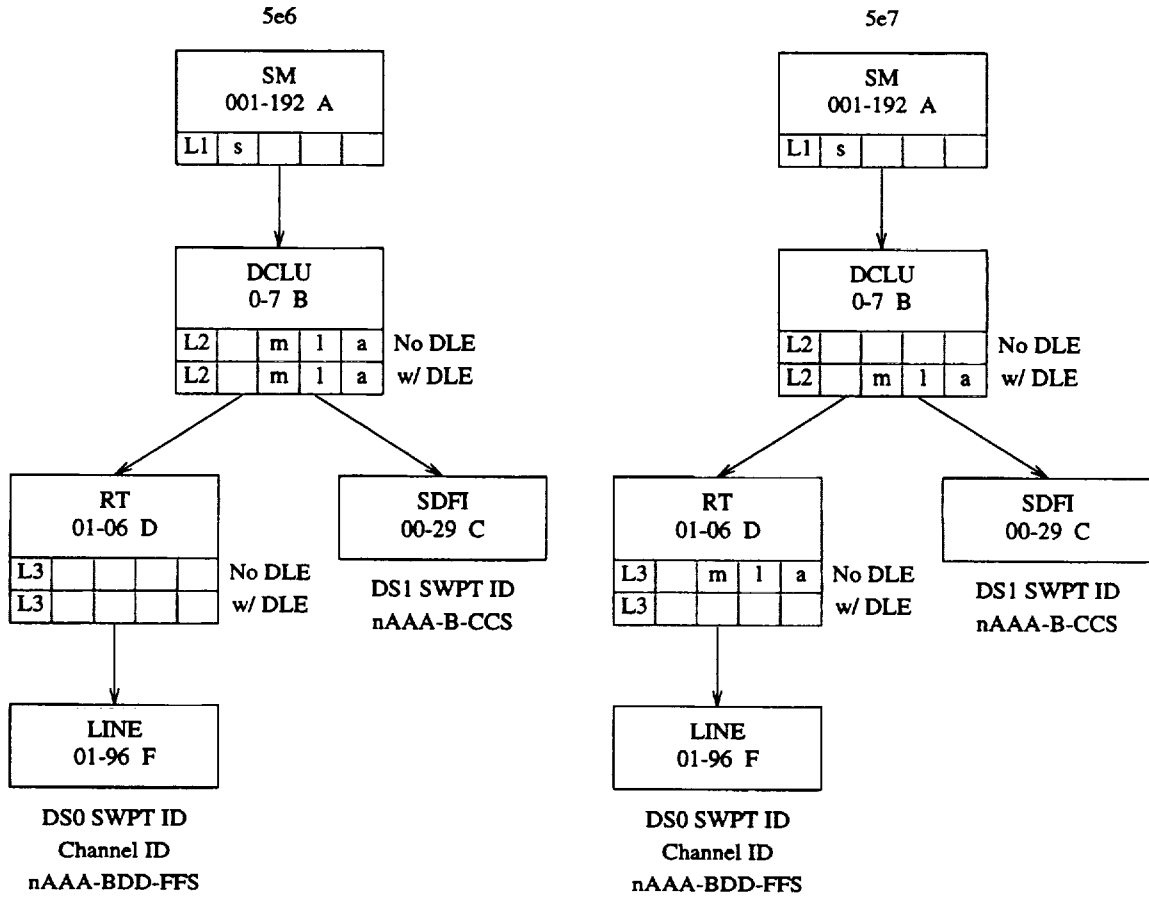 5e6
SM
001-192 A
L1 s
DCLU
0-7 B
L2 m l a No DLE
L2 m l a w/ DLE
RT
01-06 D
L3 No DLE
L3 w/ DLE
SDFI
00-29 C
DS1 SWPT ID
nAAA-B-CCS
LINE
01-96 F
DS0 SWPT ID
Channel ID
nAAA-BDD-FFS
5e7
SM
001-192 A
L1 s
DCLU
0-7 B
L2 No DLE
L2 m l a w/ DLE
RT
01-06 D
L3 m l a No DLE
L3 w/ DLE
SDFI
00-29 C
DS1 SWPT ID
nAAA-B-CCS
LINE
01-96 F
DS0 SWPT ID
Channel ID
nAAA-BDD-FFS